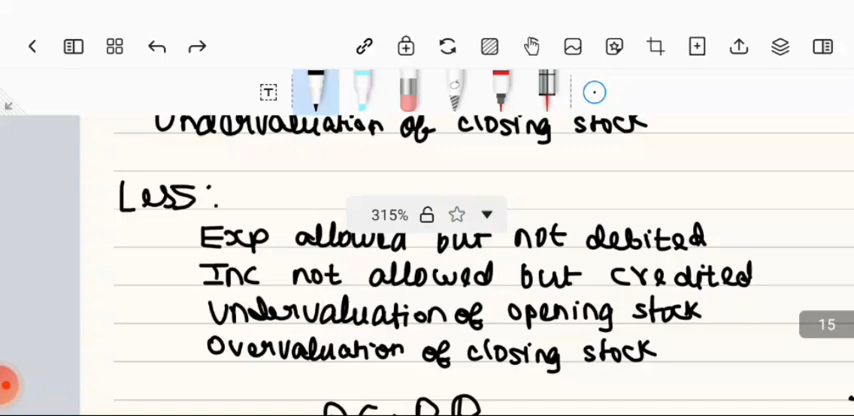 Undervaluation of closing stock
Less:
315%
Exp allowed but not debited
Inc not allowed but credited
15
Undervaluation of opening stock
Overvaluation of closing stock